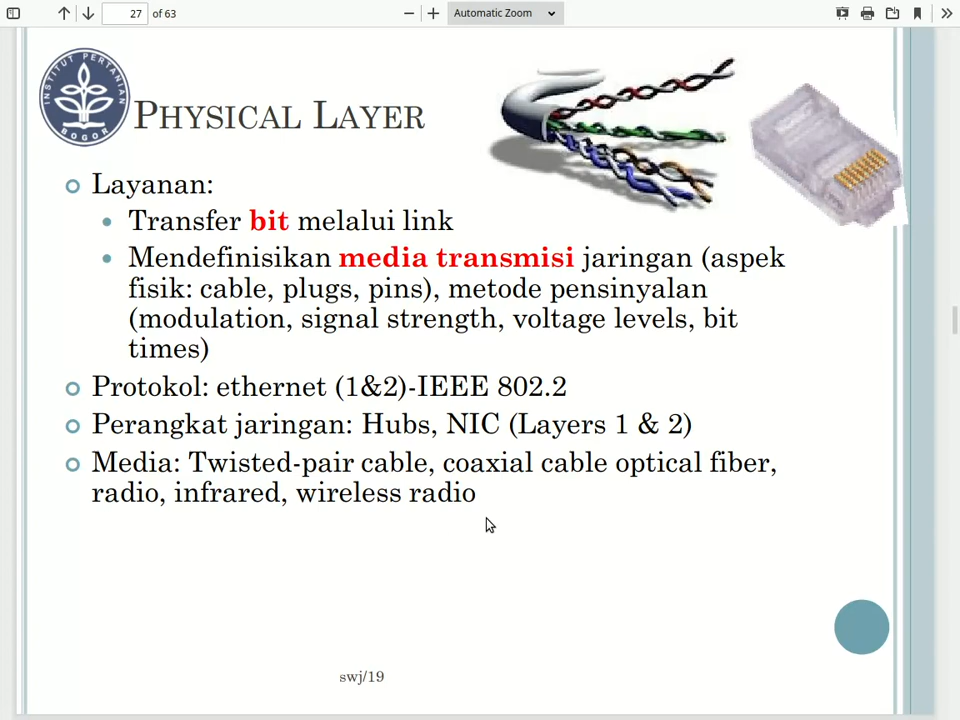 27 of 63 Automatic Zoom
INSTITUT PERTANIAN BOGOR
PHYSICAL LAYER
Layanan:
Transfer bit melalui link
Mendefinisikan media transmisi jaringan (aspek
fisik: cable, plugs, pins), metode pensinyalan
(modulation, signal strength, voltage levels, bit
times)
Protokol: ethernet (1&2)-IEEE 802.2
Perangkat jaringan: Hubs, NIC (Layers 1 & 2)
Media: Twisted-pair cable, coaxial cable optical fiber,
radio, infrared, wireless radio
swj/19